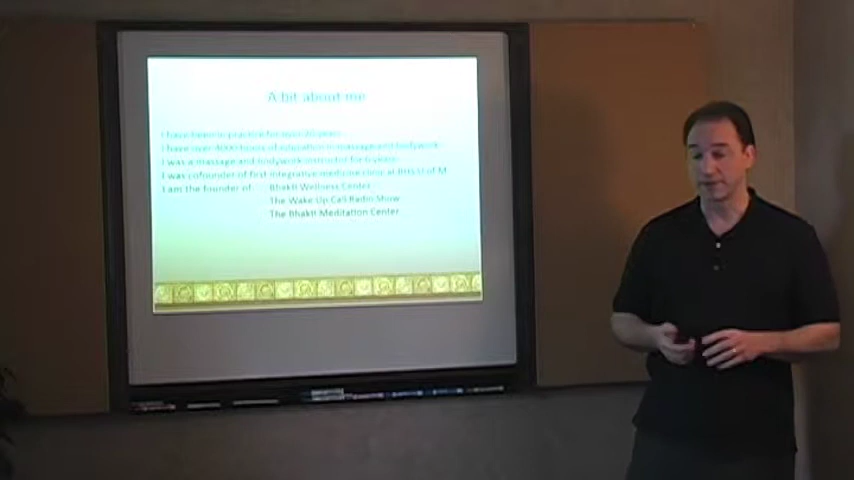 A bit about me
I have been in practice for over 20 years
I have over 4000 hours of education in massage and bodywork
I was a massage and bodywork instructor for 6 years
I was cofounder of first integrative medicine clinic at U of M
I am the founder of: Bhakti Wellness Center
The Wake Up Call Radio Show
The Bhakti Meditation Center